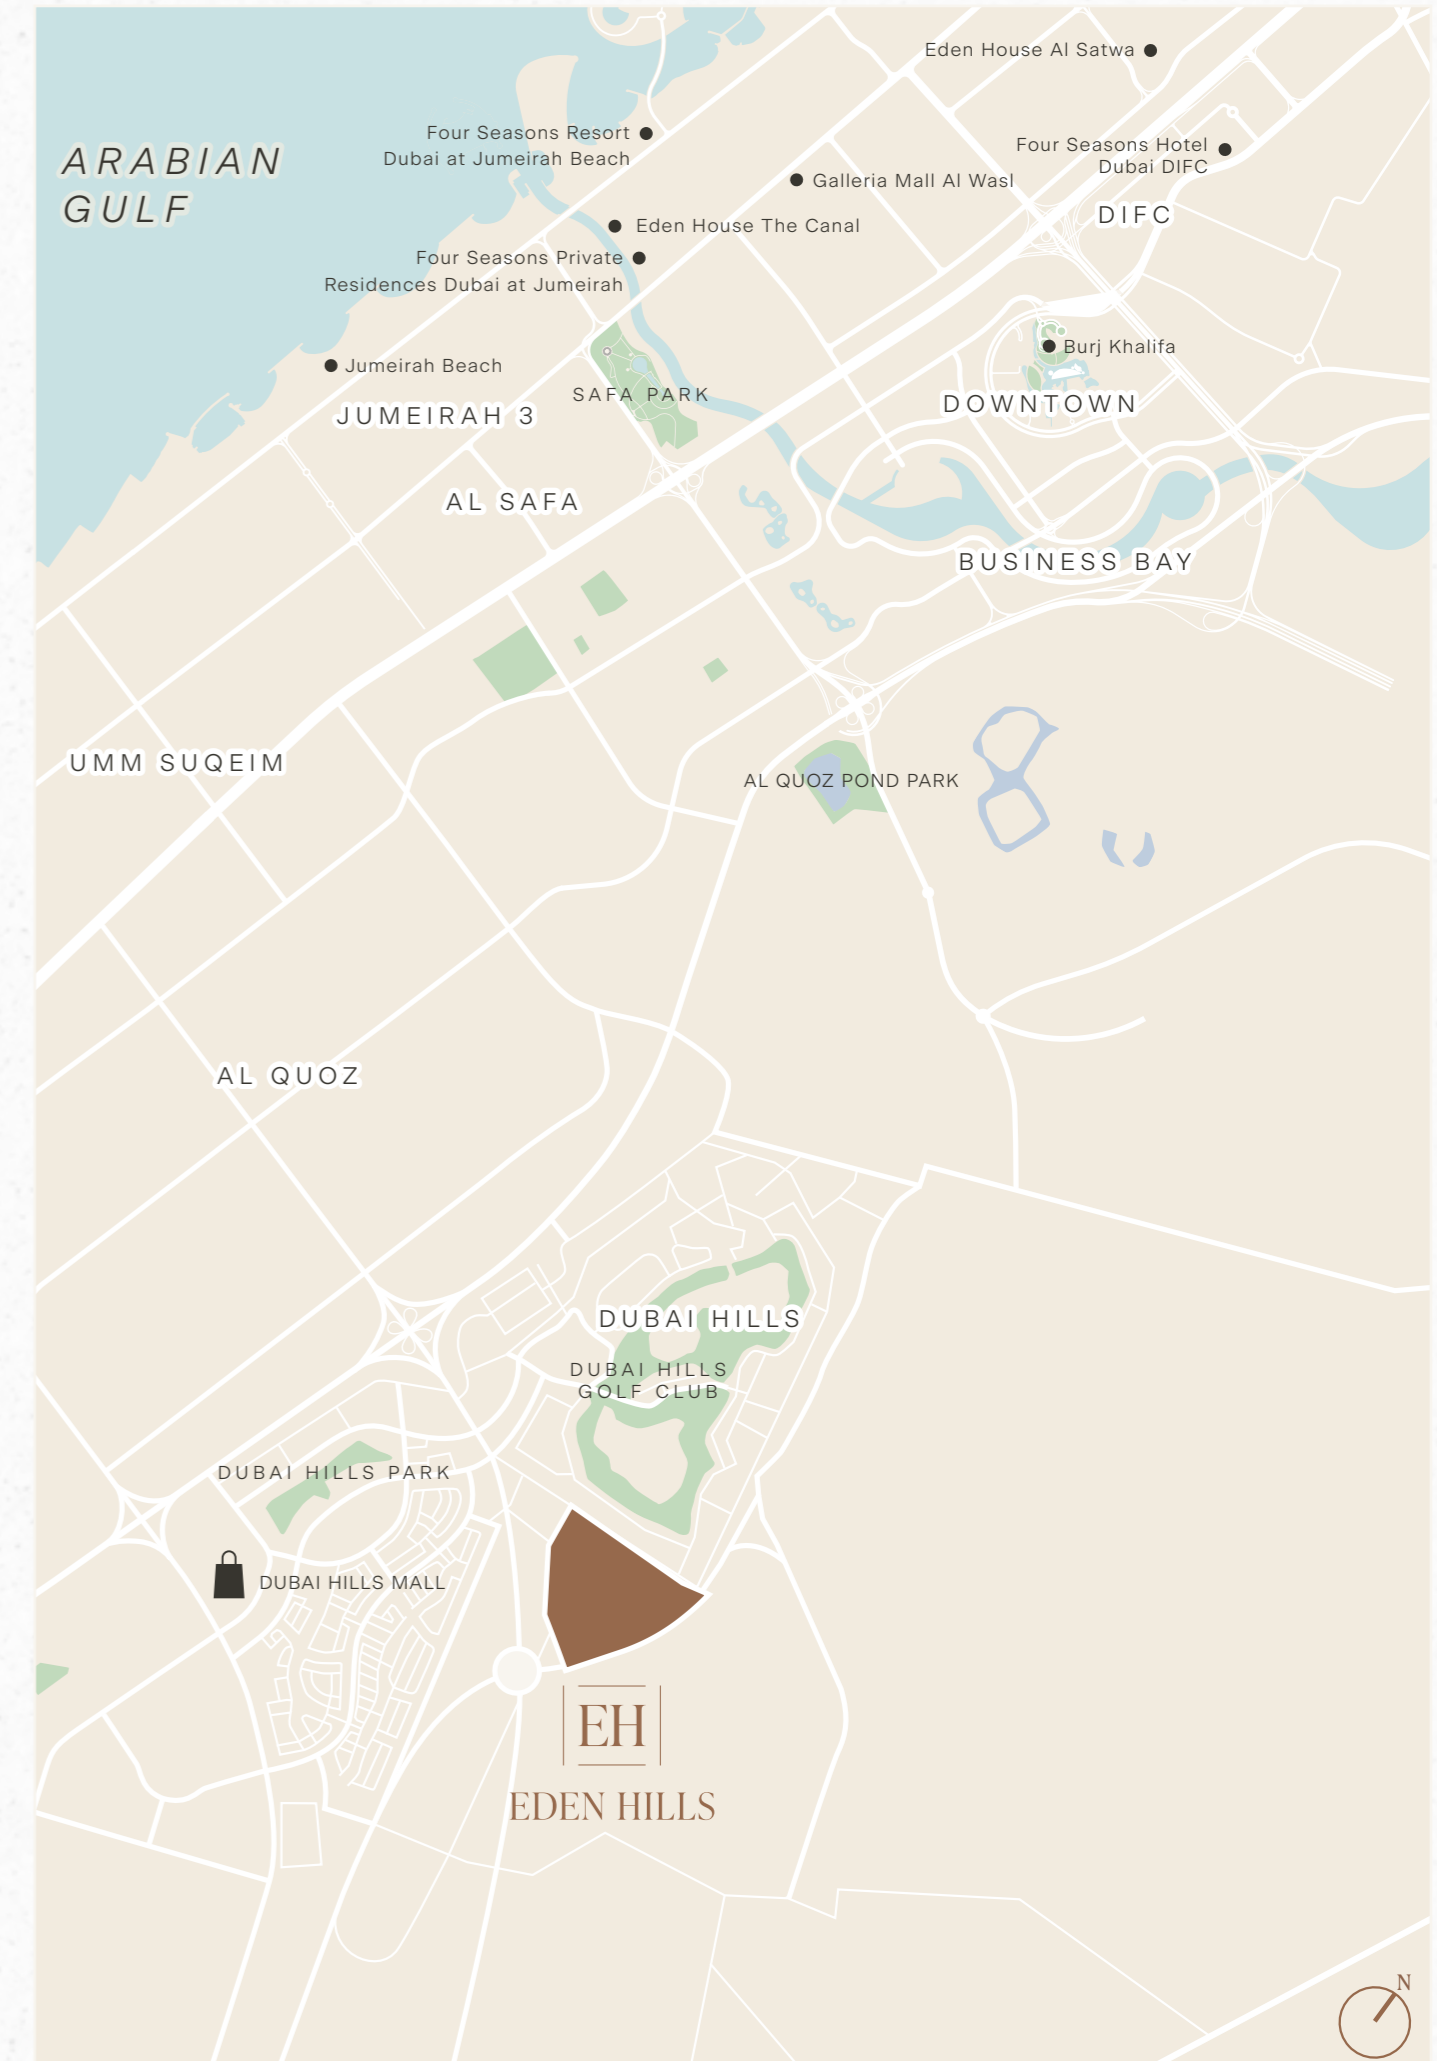 Eden House Al Satwa
Four Seasons Resort
Dubai at Jumeirah Beach
Four Seasons Hotel
Dubai DIFC
ARABIAN
GULF
Galleria Mall Al Wasl
DIFC
Eden House The Canal
Four Seasons Private
Residences Dubai at Jumeirah
Burj Khalifa
Jumeirah Beach
SAFA PARK
DOWNTOWN
JUMEIRAH 3
AL SAFA
BUSINESS BAY
UMM SUQEIM
AL QUOZ POND PARK
AL QUOZ
DUBAI HILLS
DUBAI HILLS
GOLF CLUB
DUBAI HILLS PARK
DUBAI HILLS MALL
EH
EDEN HILLS
N